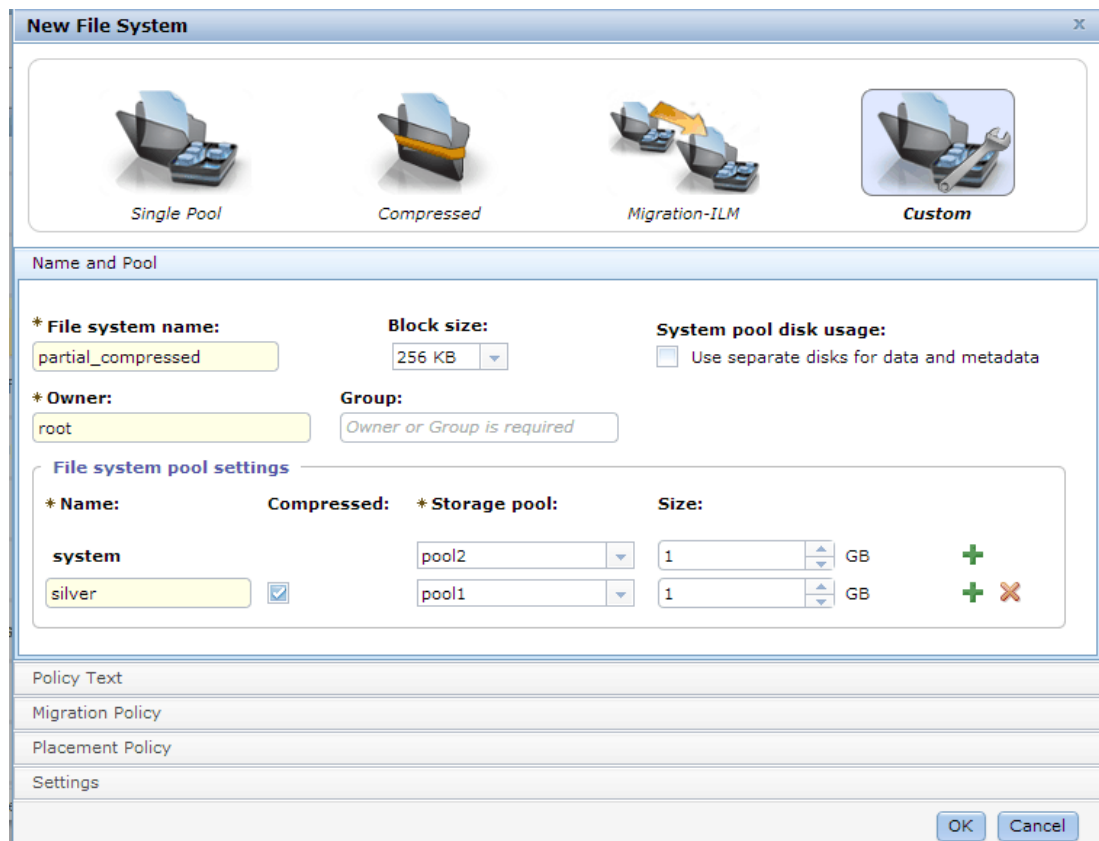 New File System x
Single Pool Compressed Migration-ILM Custom
Name and Pool
* File system name: Block size: System pool disk usage:
partial_compressed 256 KB Use separate disks for data and metadata
* Owner: Group:
root Owner or Group is required
File system pool settings
* Name: Compressed: * Storage pool: Size:
system pool2 1 GB
silver pool1 1 GB
Policy Text
Migration Policy
Placement Policy
Settings
OK Cancel